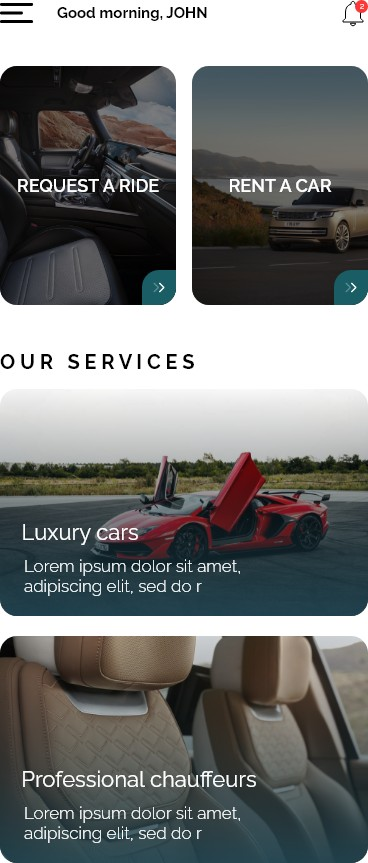 Good morning, JOHN
2
REQUEST A RIDE
RENT A CAR
OUR SERVICES
Luxury cars
Lorem ipsum dolor sit amet,
adipiscing elit, sed do r
Professional chauffeurs
Lorem ipsum dolor sit amet,
adipiscing elit, sed do r